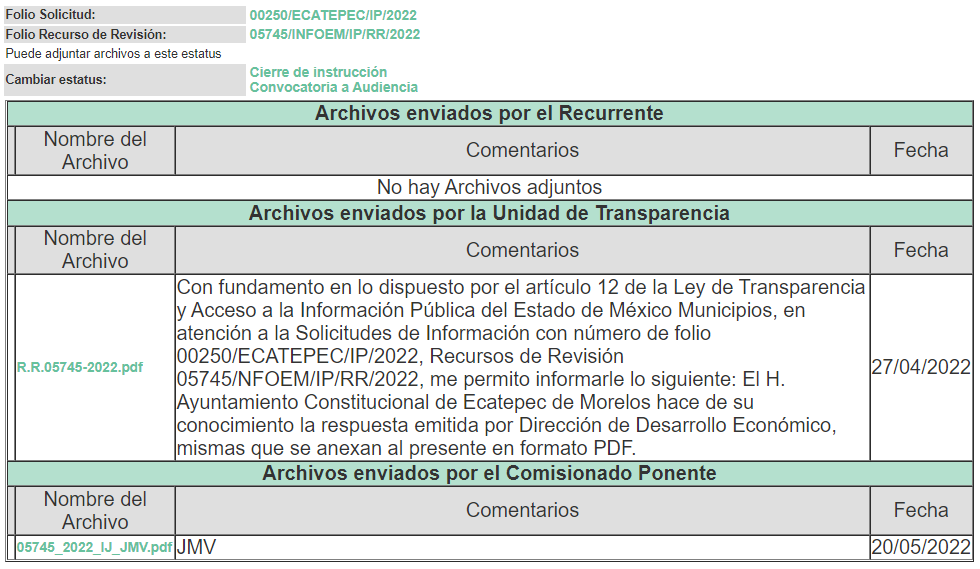 Folio Solicitud: 00250/ECATEPEC/IP/2022
Folio Recurso de Revisión: 05745/INFOEM/IP/RR/2022
Puede adjuntar archivos a este estatus
Cambiar estatus: Cierre de instrucción
Convocatoria a Audiencia
Archivos enviados por el Recurrente
Nombre del Archivo Comentarios Fecha
No hay Archivos adjuntos
Archivos enviados por la Unidad de Transparencia
Nombre del Archivo Comentarios Fecha
R.R.05745-2022.pdf
Con fundamento en lo dispuesto por el artículo 12 de la Ley de Transparencia
y Acceso a la Información Pública del Estado de México Municipios, en
atención a la Solicitudes de Información con número de folio
00250/ECATEPEC/IP/2022, Recursos de Revisión
05745/NFOEM/IP/RR/2022, me permito informarle lo siguiente: El H.
Ayuntamiento Constitucional de Ecatepec de Morelos hace de su
conocimiento la respuesta emitida por Dirección de Desarrollo Económico,
mismas que se anexan al presente en formato PDF.
27/04/2022
Archivos enviados por el Comisionado Ponente
Nombre del Archivo Comentarios Fecha
05745_2022_IJ_JMV.pdf JMV 20/05/2022